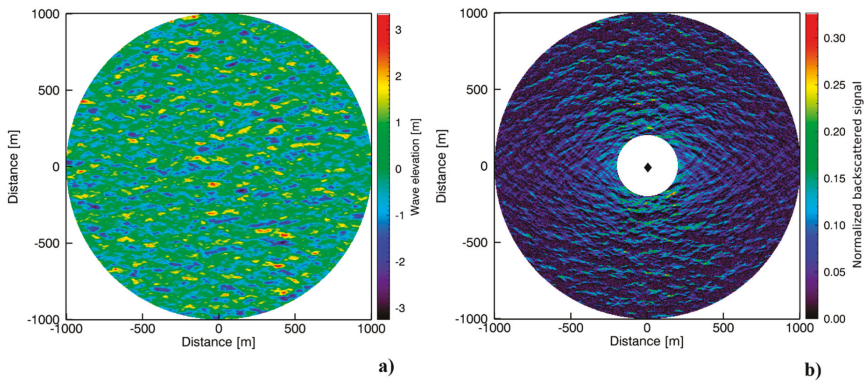 1000
500
0
-500
-1000
Distance [m]
-1000 -500 0 500 1000
Distance [m]
3
2
1
0
-1
-2
-3
Wave elevation [m]
a)
1000
500
0
-500
-1000
Distance [m]
-1000 -500 0 500 1000
Distance [m]
0.30
0.25
0.20
0.15
0.10
0.05
0.00
Normalized backscattered signal
b)